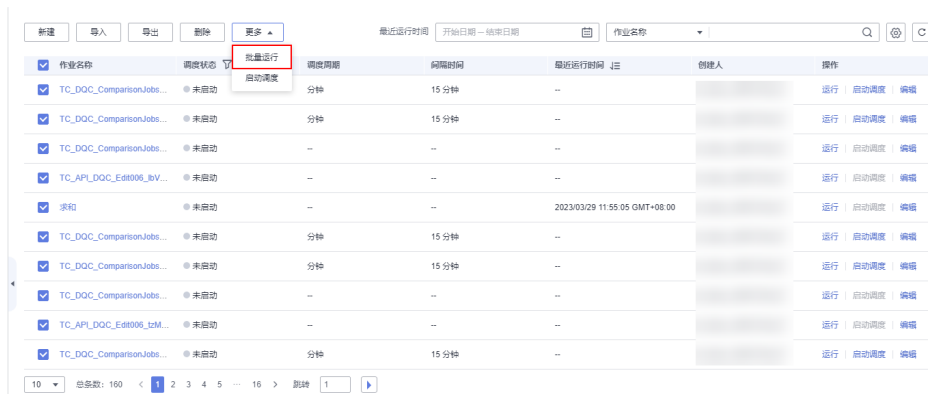 新建 导入 导出 删除 更多 最近运行时间 开始日期 – 结束日期 作业名称
批量运行
启动调度
作业名称 调度状态 调度周期 间隔时间 最近运行时间 创建人 操作
TC_DQC_ComparisonJobs... 未启动 分钟 15 分钟 -- 运行 启动调度 编辑
TC_DQC_ComparisonJobs... 未启动 分钟 15 分钟 -- 运行 启动调度 编辑
TC_DQC_ComparisonJobs... 未启动 -- -- -- 运行 启动调度 编辑
TC_API_DQC_Edit006_lbV... 未启动 -- -- -- 运行 启动调度 编辑
求和 未启动 -- -- 2023/03/29 11:55:05 GMT+08:00 运行 启动调度 编辑
TC_DQC_ComparisonJobs... 未启动 分钟 15 分钟 -- 运行 启动调度 编辑
TC_DQC_ComparisonJobs... 未启动 分钟 15 分钟 -- 运行 启动调度 编辑
TC_DQC_ComparisonJobs... 未启动 -- -- -- 运行 启动调度 编辑
TC_API_DQC_Edit006_tzM... 未启动 -- -- -- 运行 启动调度 编辑
TC_DQC_ComparisonJobs... 未启动 分钟 15 分钟 -- 运行 启动调度 编辑
10 总条数: 160 < 1 2 3 4 5 ... 16 > 跳转 1